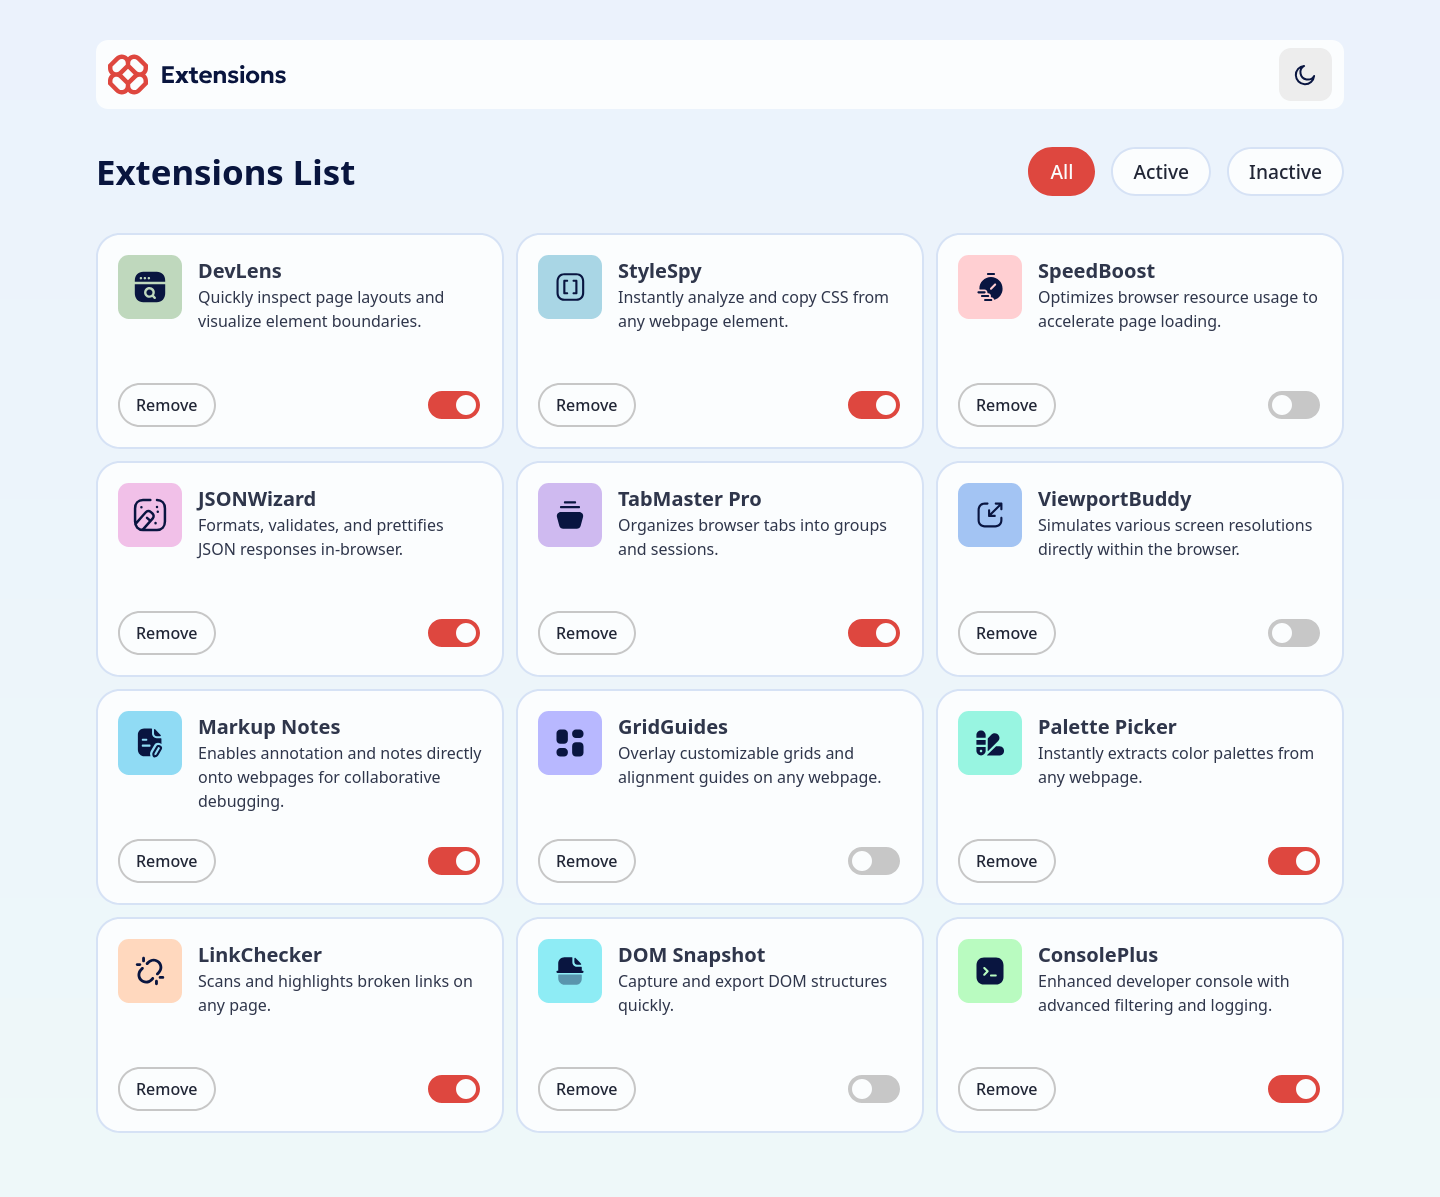 Extensions
Extensions List
All
Active
Inactive
DevLens
Quickly inspect page layouts and
visualize element boundaries.
Remove
StyleSpy
Instantly analyze and copy CSS from
any webpage element.
Remove
SpeedBoost
Optimizes browser resource usage to
accelerate page loading.
Remove
JSONWizard
Formats, validates, and prettifies
JSON responses in-browser.
Remove
TabMaster Pro
Organizes browser tabs into groups
and sessions.
Remove
ViewportBuddy
Simulates various screen resolutions
directly within the browser.
Remove
Markup Notes
Enables annotation and notes directly
onto webpages for collaborative
debugging.
Remove
GridGuides
Overlay customizable grids and
alignment guides on any webpage.
Remove
Palette Picker
Instantly extracts color palettes from
any webpage.
Remove
LinkChecker
Scans and highlights broken links on
any page.
Remove
DOM Snapshot
Capture and export DOM structures
quickly.
Remove
ConsolePlus
Enhanced developer console with
advanced filtering and logging.
Remove